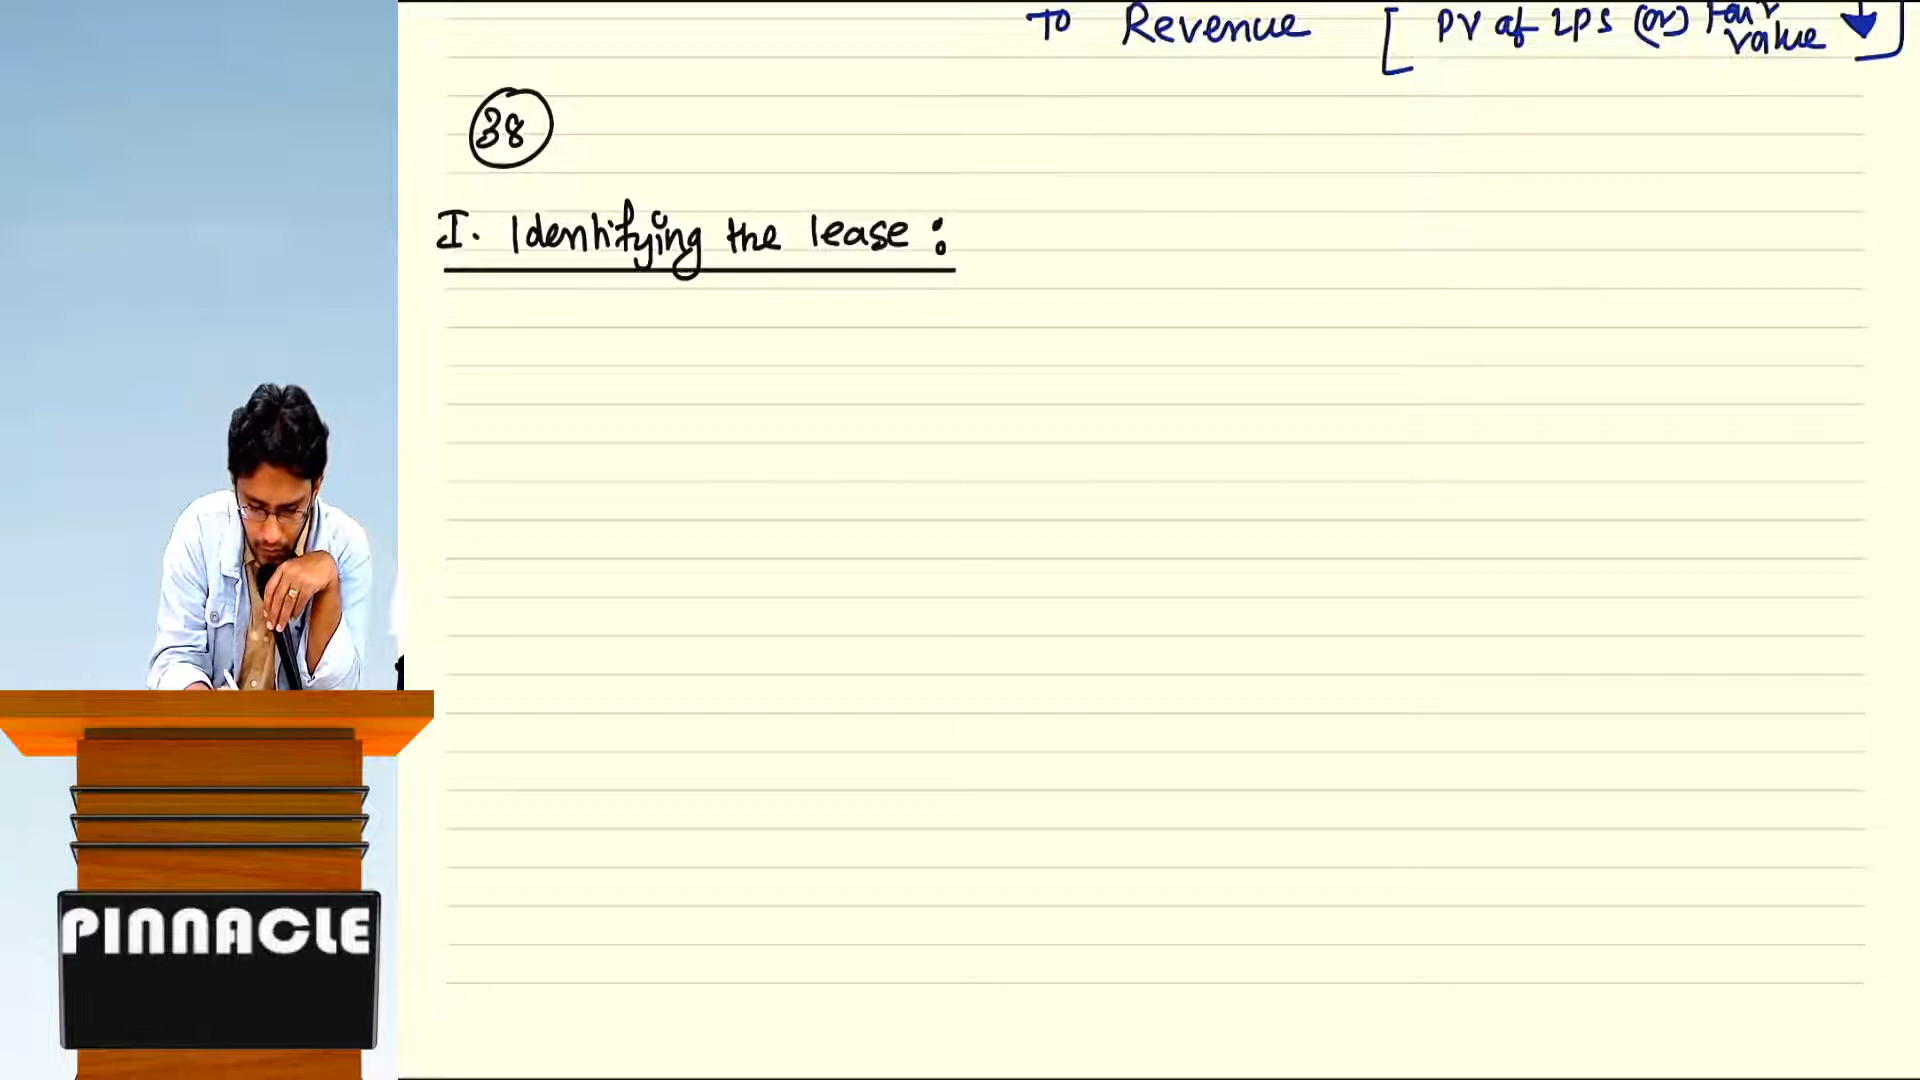 To Revenue [ PV of LPS (or) Fair value ↓ ]
38
I. Identifying the lease :
PINNACLE